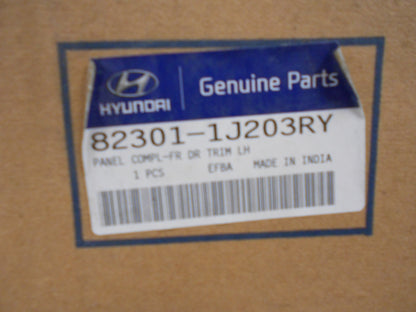 HYUNDAI
Genuine Parts
82301-1J203RY
PANEL COMPL-FR DR TRIM LH
1 PCS EFBA MADE IN INDIA